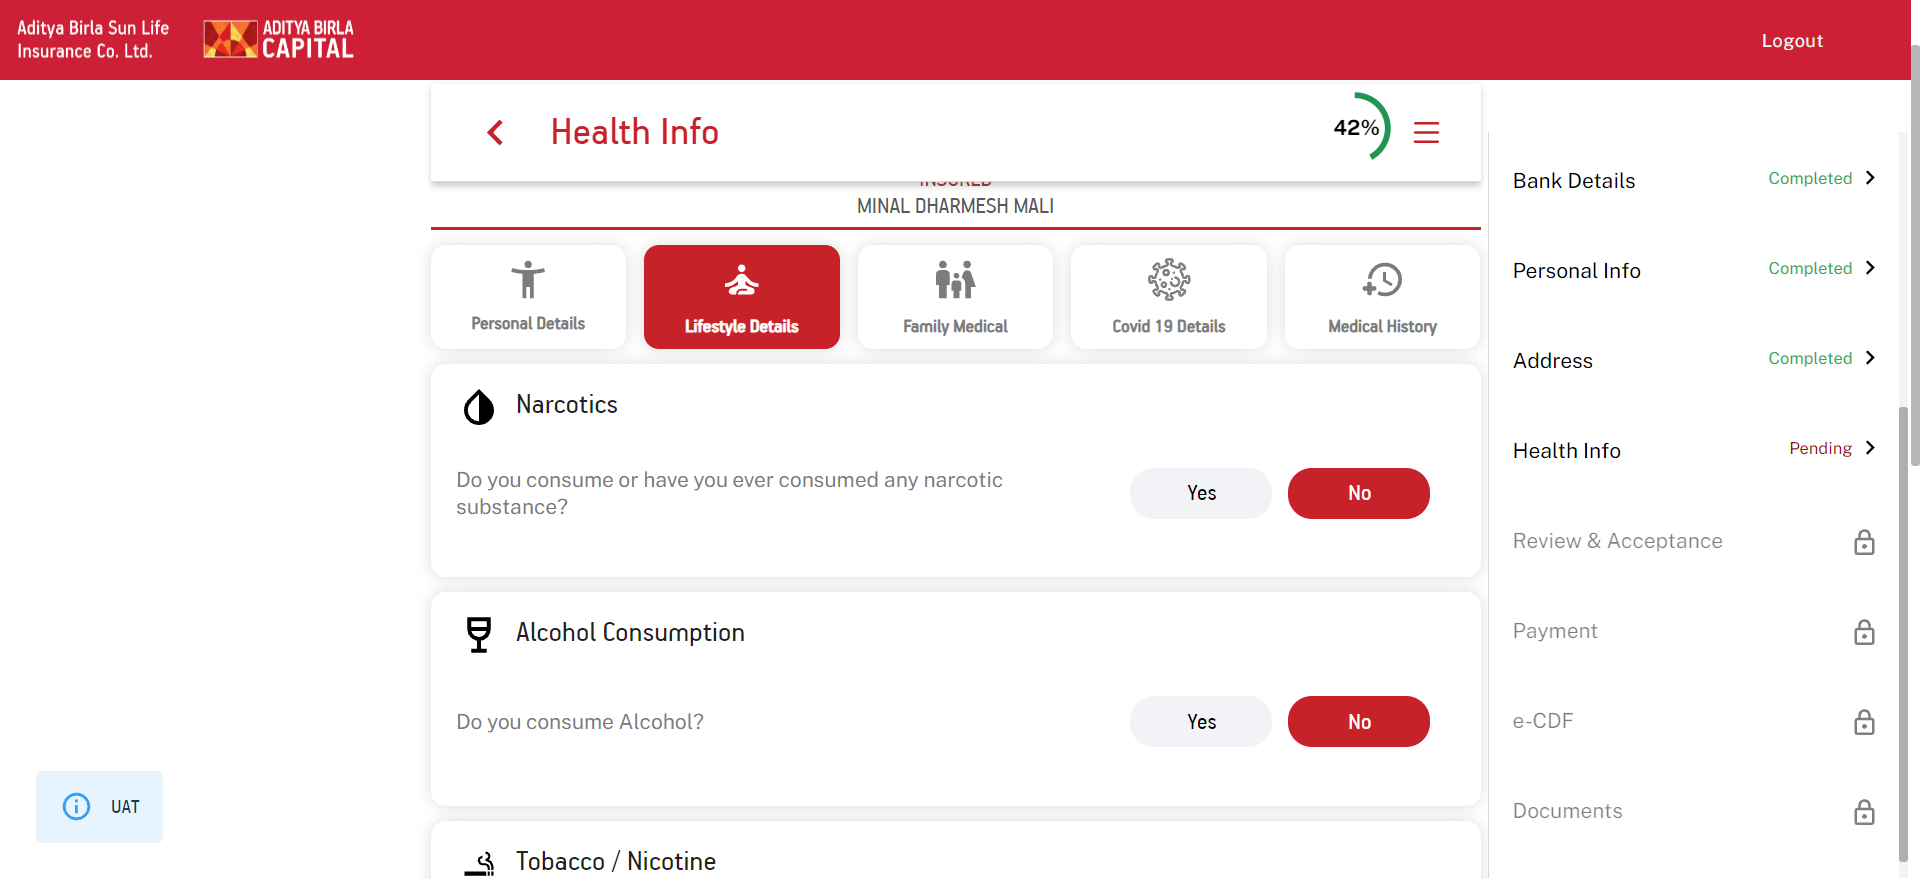 Aditya Birla Sun Life
Insurance Co. Ltd.
ADITYA BIRLA
CAPITAL
Logout
Health Info
42%
INSURED
MINAL DHARMESH MALI
Personal Details
Lifestyle Details
Family Medical
Covid 19 Details
Medical History
Narcotics
Do you consume or have you ever consumed any narcotic
substance?
Yes
No
Alcohol Consumption
Do you consume Alcohol?
Yes
No
Tobacco / Nicotine
Bank Details
Completed
Personal Info
Completed
Address
Completed
Health Info
Pending
Review & Acceptance
Payment
e-CDF
Documents
UAT